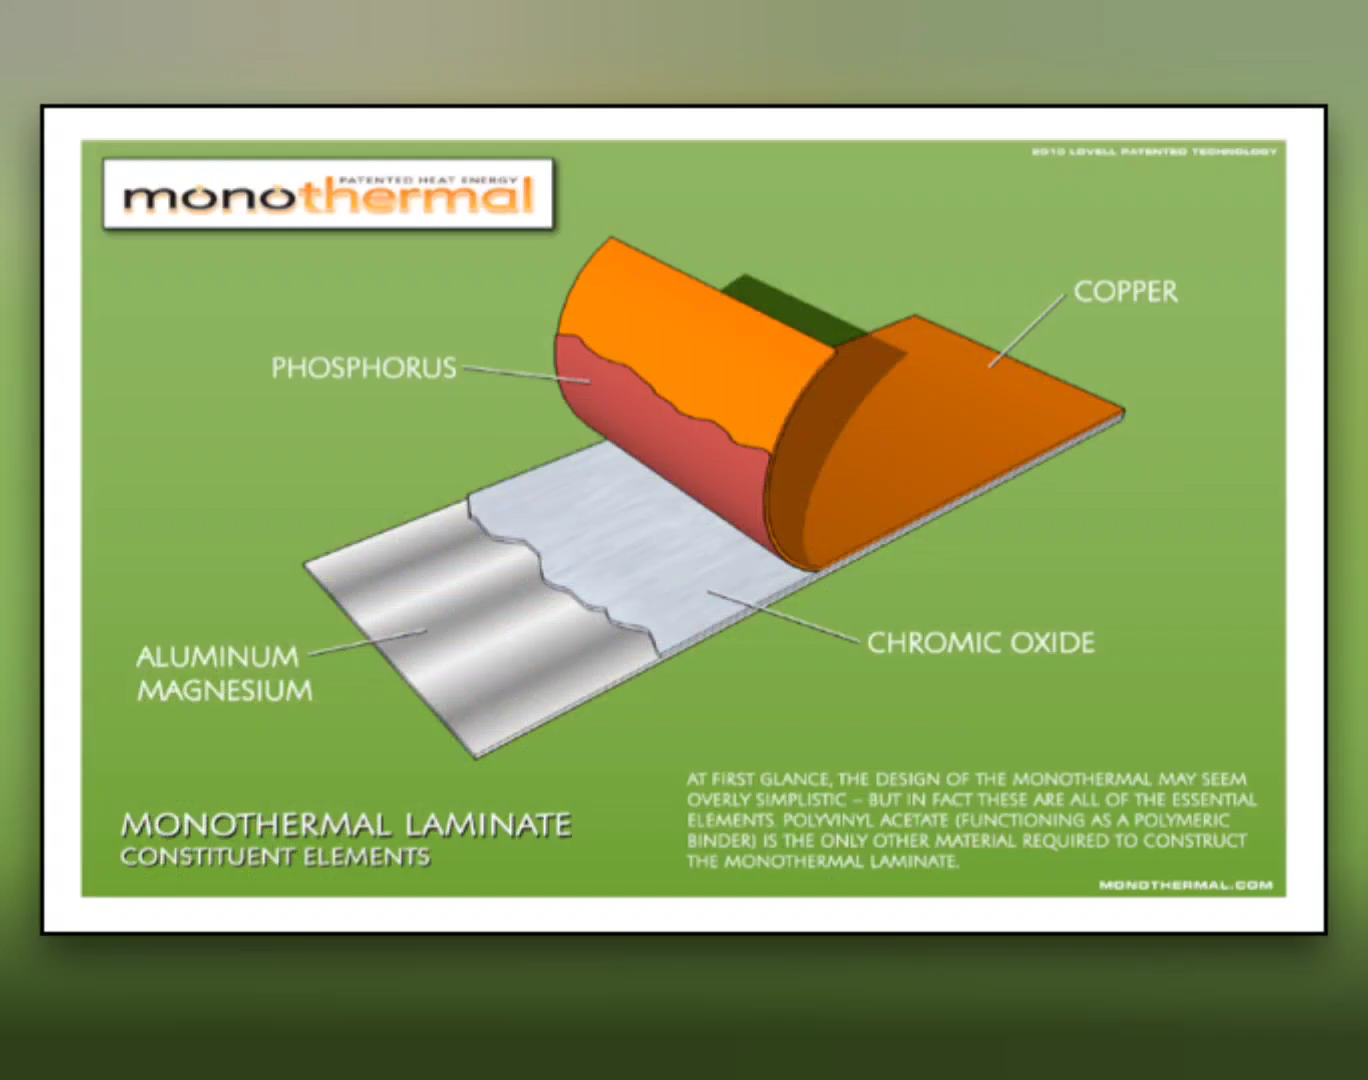 2010 LOVELL PATENTED TECHNOLOGY
PATENTED HEAT ENERGY
monothermal
COPPER
PHOSPHORUS
CHROMIC OXIDE
ALUMINUM
MAGNESIUM
MONOTHERMAL LAMINATE
CONSTITUENT ELEMENTS
AT FIRST GLANCE, THE DESIGN OF THE MONOTHERMAL MAY SEEM
OVERLY SIMPLISTIC – BUT IN FACT THESE ARE ALL OF THE ESSENTIAL
ELEMENTS. POLYVINYL ACETATE (FUNCTIONING AS A POLYMERIC
BINDER) IS THE ONLY OTHER MATERIAL REQUIRED TO CONSTRUCT
THE MONOTHERMAL LAMINATE.
MONOTHERMAL.COM